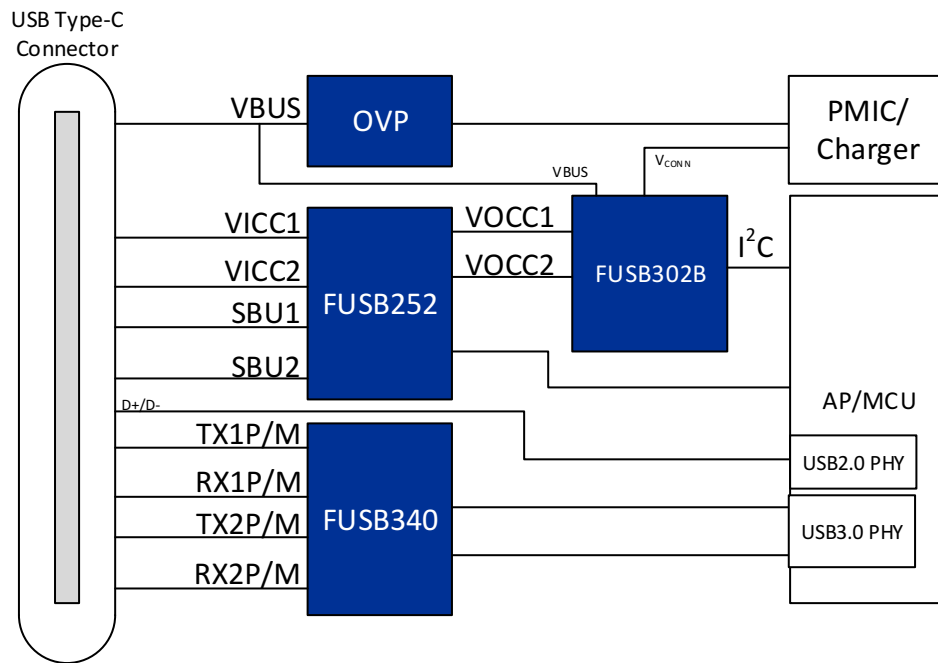 USB Type-C
Connector
VBUS
OVP
PMIC/
Charger
VBUS
VCONN
VICC1
VOCC1
VICC2
VOCC2
FUSB252
FUSB302B
I²C
SBU1
SBU2
D+/D-
AP/MCU
TX1P/M
USB2.0 PHY
RX1P/M
FUSB340
TX2P/M
USB3.0 PHY
RX2P/M